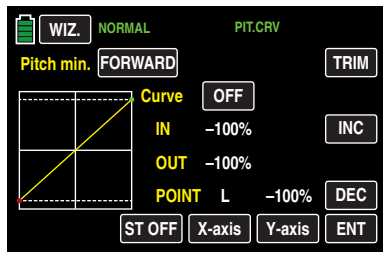 WIZ. NORMAL PIT.CRV
Pitch min. FORWARD TRIM
Curve OFF
IN –100% INC
OUT –100%
POINT L –100% DEC
ST OFF X-axis Y-axis ENT